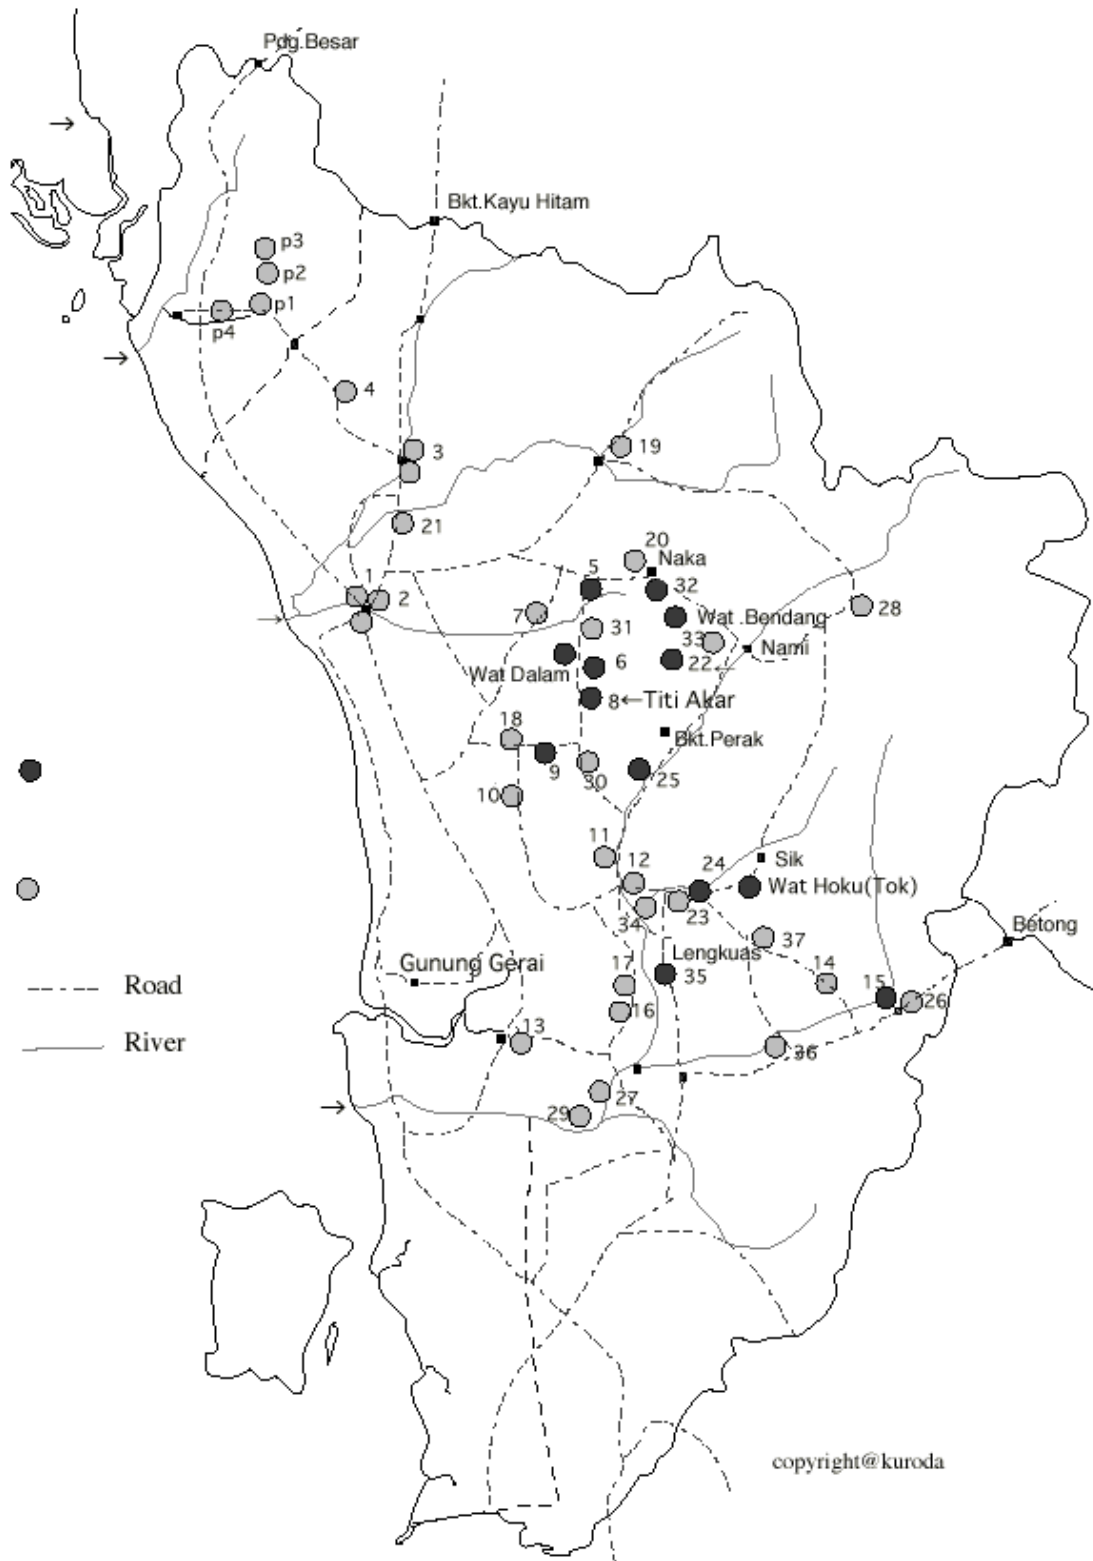 Pdg.Besar
→
Bkt.Kayu Hitam
p3
p2
p1
p4
→
4
3
19
21
20
Naka
5
1
2
32
28
→
7
Wat .Bendang
31
33
Nami
Wat Dalam
6
22←
8←Titi Akar
18
Bkt.Perak
9
30
25
10
11
Sik
12
24
Wat Hoku(Tok)
34
23
Betong
37
Lengkuas
Gunung Gerai
17
35
14
15
26
Road
16
13
River
36
27
→
29
copyright@kuroda